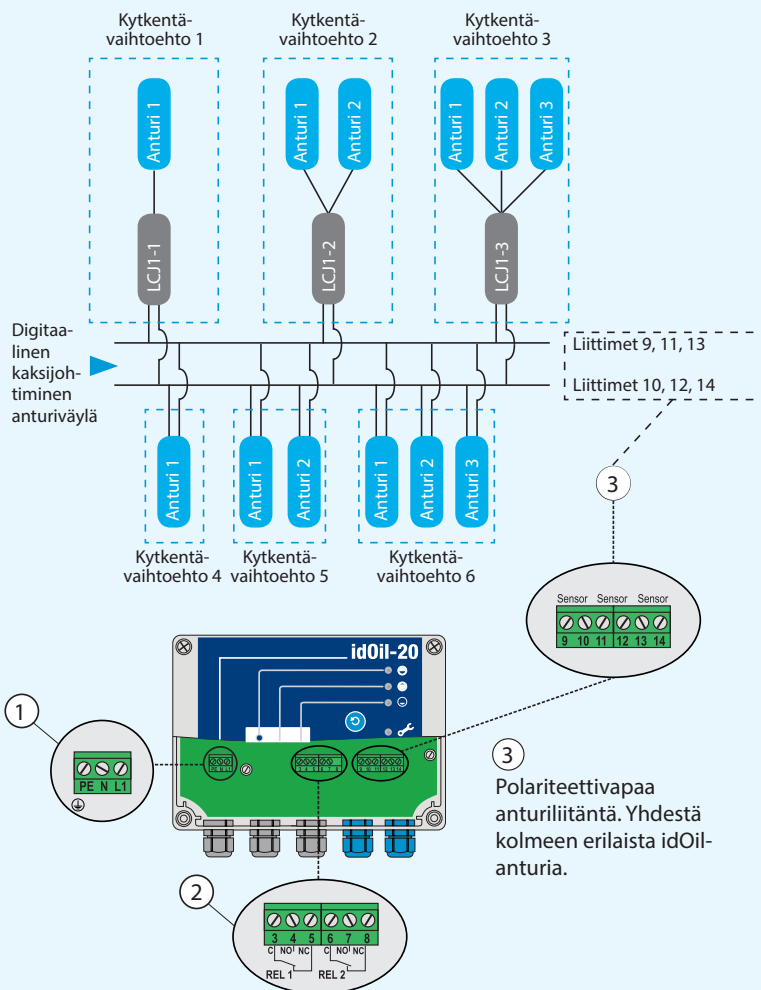 Kytkentä-
vaihtoehto 1
Kytkentä-
vaihtoehto 2
Kytkentä-
vaihtoehto 3
Anturi 1
Anturi 1
Anturi 2
Anturi 1
Anturi 2
Anturi 3
LCJ1-1
LCJ1-2
LCJ1-3
Digitaa-
linen
kaksijoh-
timinen
anturiväylä
Liittimet 9, 11, 13
Liittimet 10, 12, 14
Anturi 1
Anturi 1
Anturi 2
Anturi 1
Anturi 2
Anturi 3
Kytkentä-
vaihtoehto 4
Kytkentä-
vaihtoehto 5
Kytkentä-
vaihtoehto 6
3
Sensor Sensor Sensor
9 10 11 12 13 14
idOil-20
1
PE N L1
3
Polariteettivapaa
anturiliitäntä. Yhdestä
kolmeen erilaista idOil-
anturia.
2
3 4 5 6 7 8
C NO NC C NO NC
REL 1 REL 2